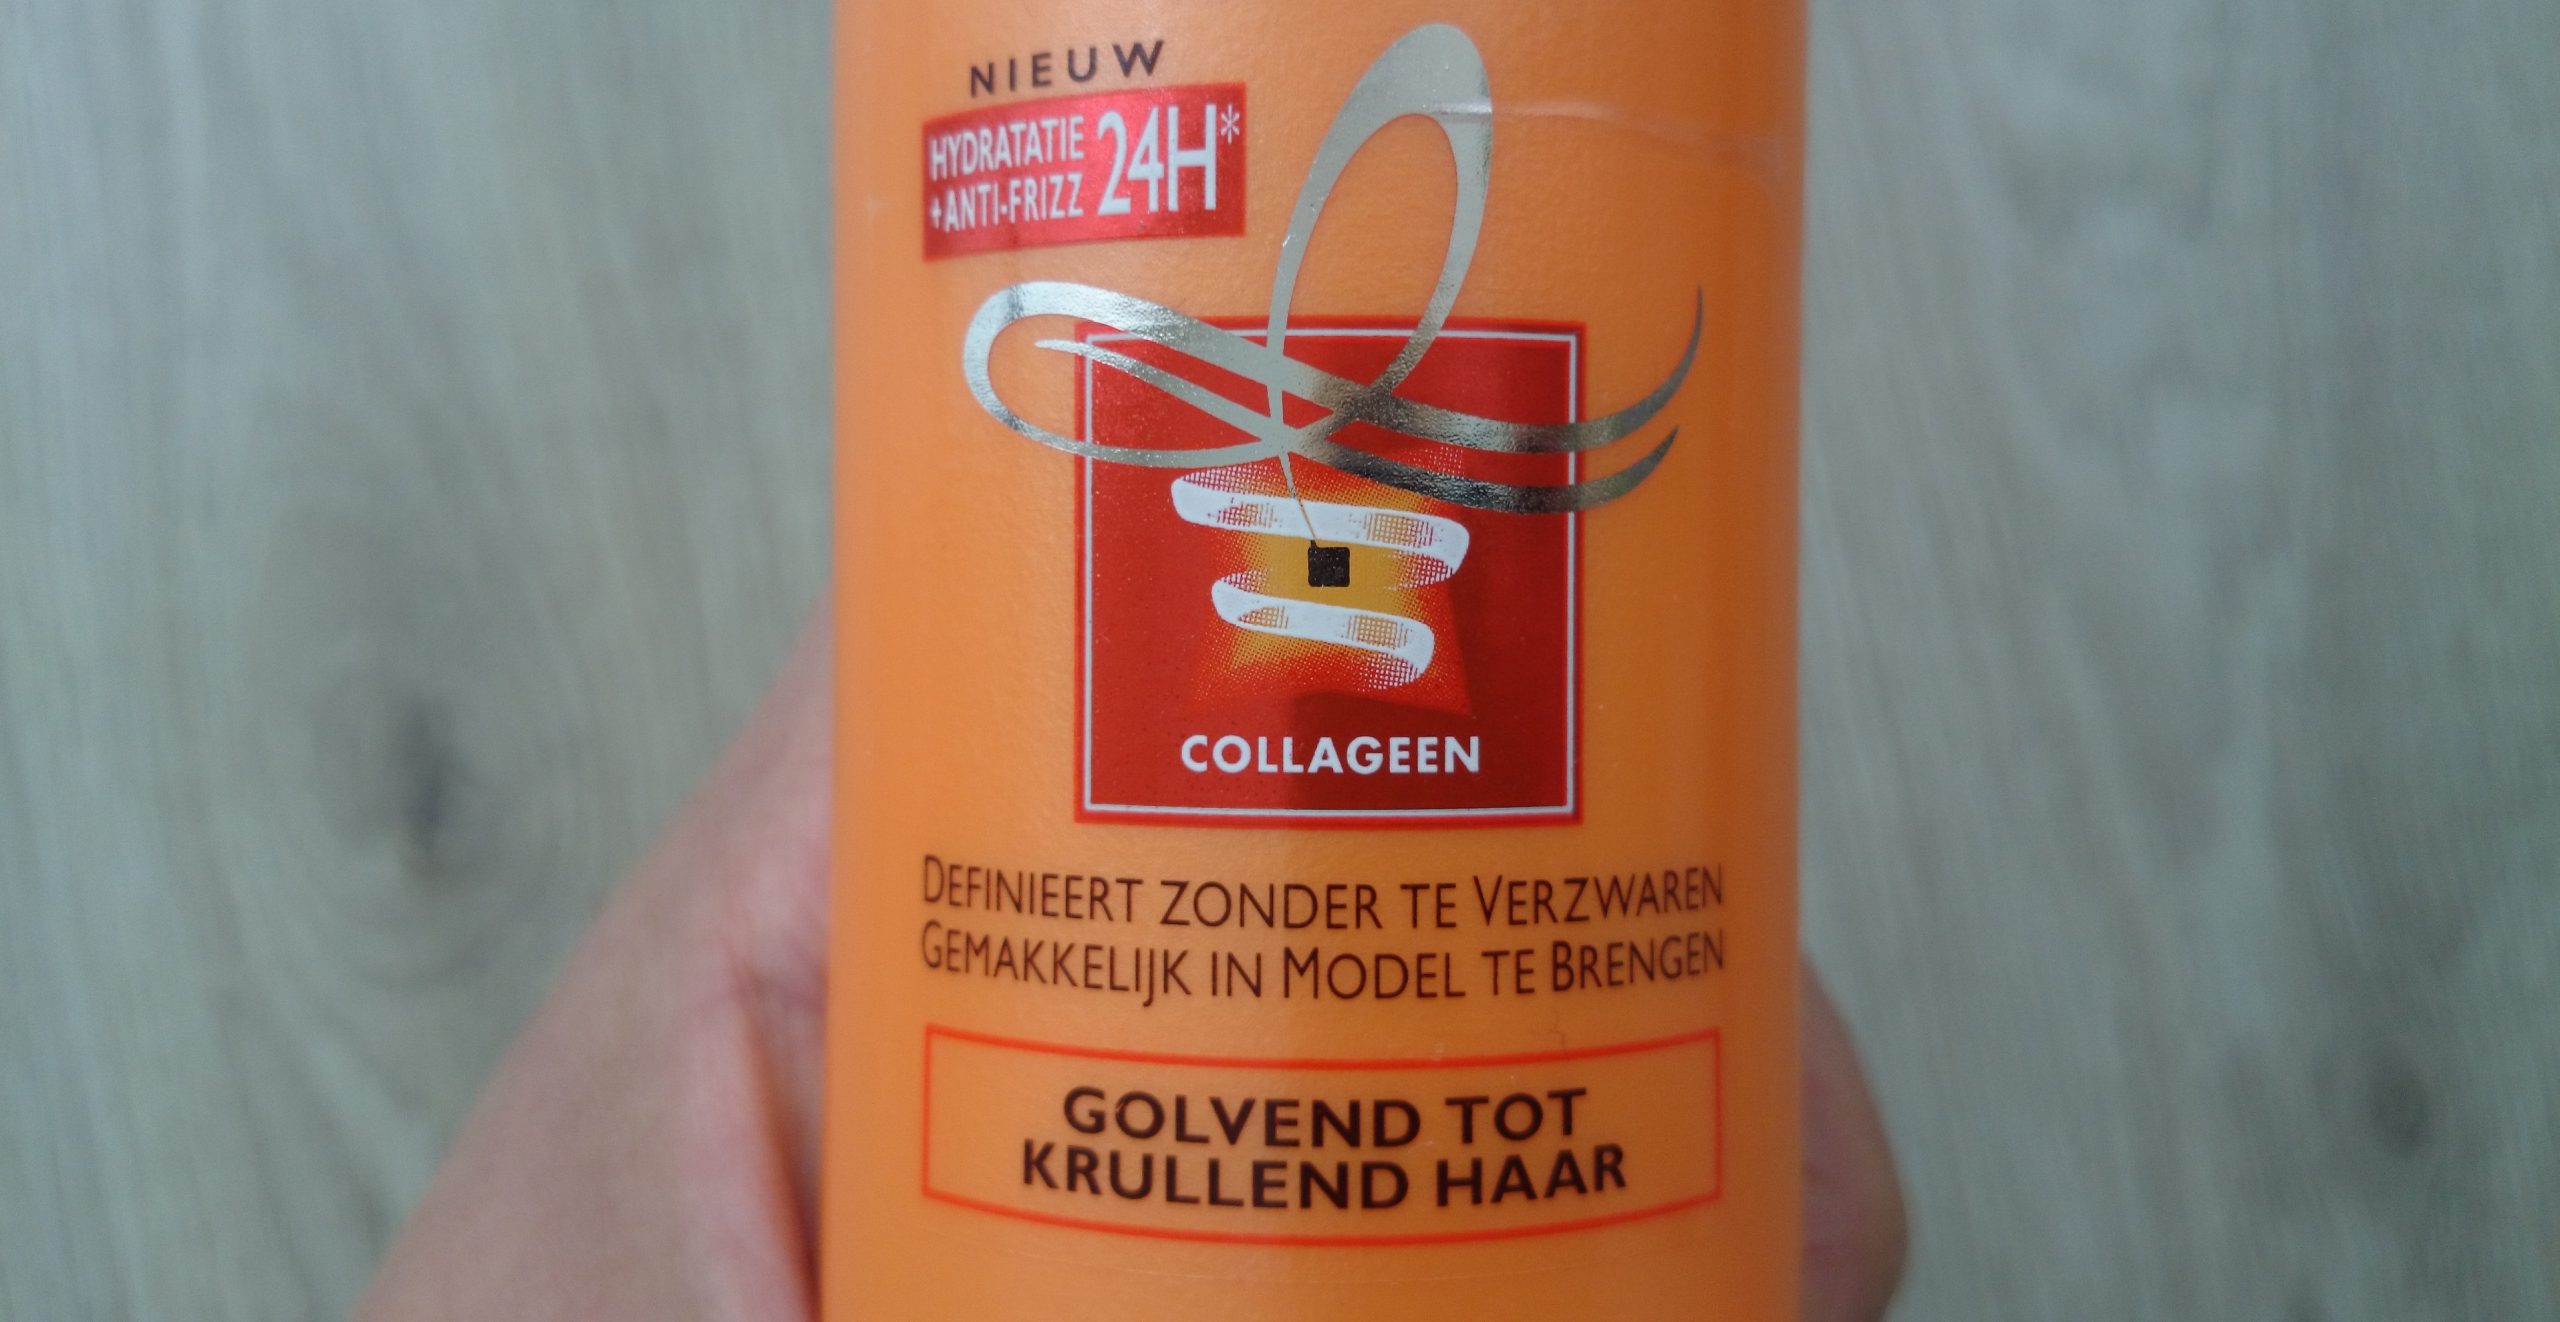 NIEUW
HYDRATATIE 24H*
+ANTI-FRIZZ
COLLAGEEN
DEFINIEERT ZONDER TE VERZWAREN
GEMAKKELIJK IN MODEL TE BRENGEN
GOLVEND TOT
KRULLEND HAAR